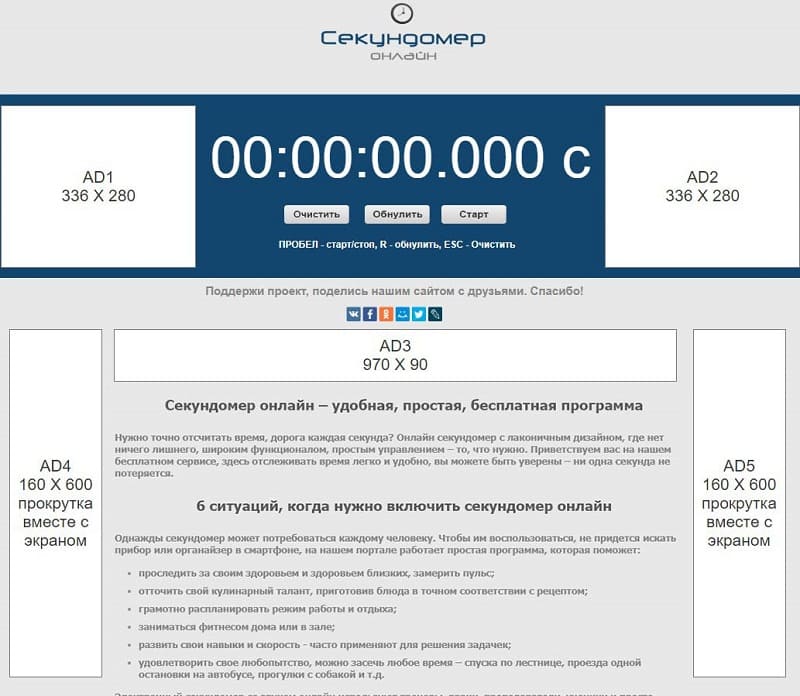 Секундомер
онлайн
AD1
336 X 280
00:00:00.000 с
AD2
336 X 280
Очистить Обнулить Старт
ПРОБЕЛ - старт/стоп, R - обнулить, ESC - Очистить
Поддержи проект, поделись нашим сайтом с друзьями. Спасибо!
AD3
970 X 90
Секундомер онлайн – удобная, простая, бесплатная программа
Нужно точно отсчитать время, дорога каждая секунда? Онлайн секундомер с лаконичным дизайном, где нет
ничего лишнего, широким функционалом, простым управлением – то, что нужно. Приветствуем вас на нашем
бесплатном сервисе, здесь отслеживать время легко и удобно, вы можете быть уверены – ни одна секунда не
потеряется.
AD4
160 X 600
прокрутка
вместе с
экраном
AD5
160 X 600
прокрутка
вместе с
экраном
6 ситуаций, когда нужно включить секундомер онлайн
Однажды секундомер может потребоваться каждому человеку. Чтобы им воспользоваться, не придется искать
прибор или органайзер в смартфоне, на нашем портале работает простая программа, которая поможет:
• проследить за своим здоровьем и здоровьем близких, замерить пульс;
• отточить свой кулинарный талант, приготовив блюда в точном соответствии с рецептом;
• грамотно распланировать режим работы и отдыха;
• заниматься фитнесом дома или в зале;
• развить свои навыки и скорость - часто применяют для решения задачек;
• удовлетворить свое любопытство, можно засечь любое время – спуска по лестнице, проезда одной
остановки на автобусе, прогулки с собакой и т.д.